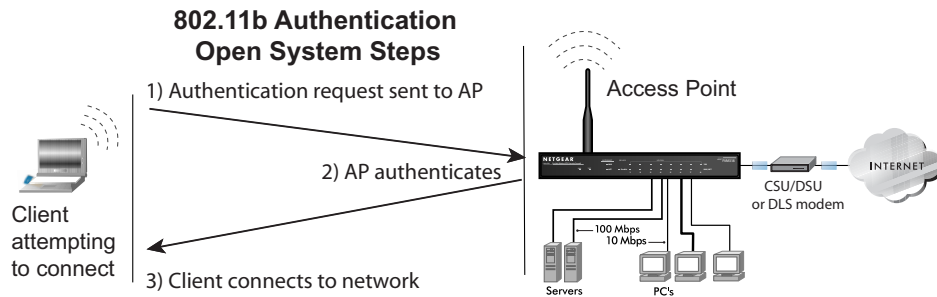 802.11b Authentication
Open System Steps
1) Authentication request sent to AP
Access Point
NETGEAR
2) AP authenticates
INTERNET
CSU/DSU
or DLS modem
Client
attempting
to connect
100 Mbps
10 Mbps
3) Client connects to network
Servers
PC's